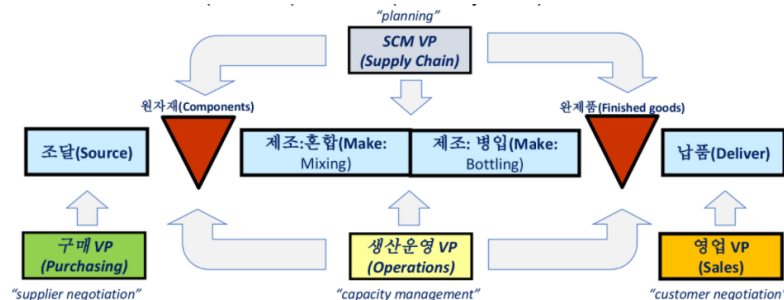 "planning"
SCM VP
(Supply Chain)
원자재(Components)
완제품(Finished goods)
조달(Source)
제조:혼합(Make:
Mixing)
제조: 병입(Make:
Bottling)
납품(Deliver)
구매 VP
(Purchasing)
생산운영 VP
(Operations)
영업 VP
(Sales)
"supplier negotiation"
"capacity management"
"customer negotiation"